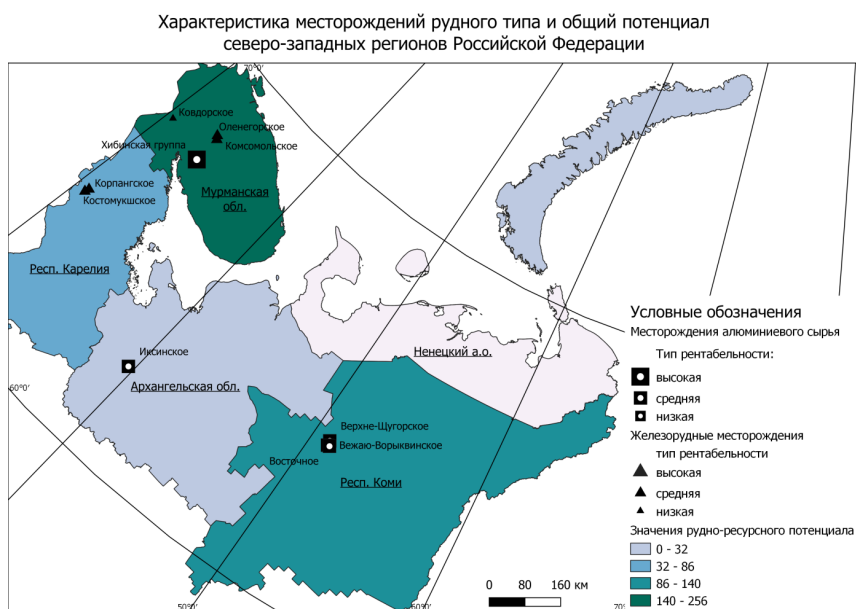 Характеристика месторождений рудного типа и общий потенциал
северо-западных регионов Российской Федерации
70°0'
Ковдорское
Оленегорское
Хибинская группа
Комсомольское
Корпангское
Костомукшское
Мурманская
обл.
Респ. Карелия
Условные обозначения
Месторождения алюминиевого сырья
Иксинское
Ненецкий а.о.
Тип рентабельности:
60°0'
Архангельская обл.
высокая
средняя
низкая
Верхне-Щугорское
Железорудные месторождения
Вежаю-Ворыквинское
тип рентабельности
Восточное
высокая
Респ. Коми
средняя
низкая
Значения рудно-ресурсного потенциала
0 - 32
32 - 86
86 - 140
140 - 256
0 80 160 км
50°0'
60°0'
70°